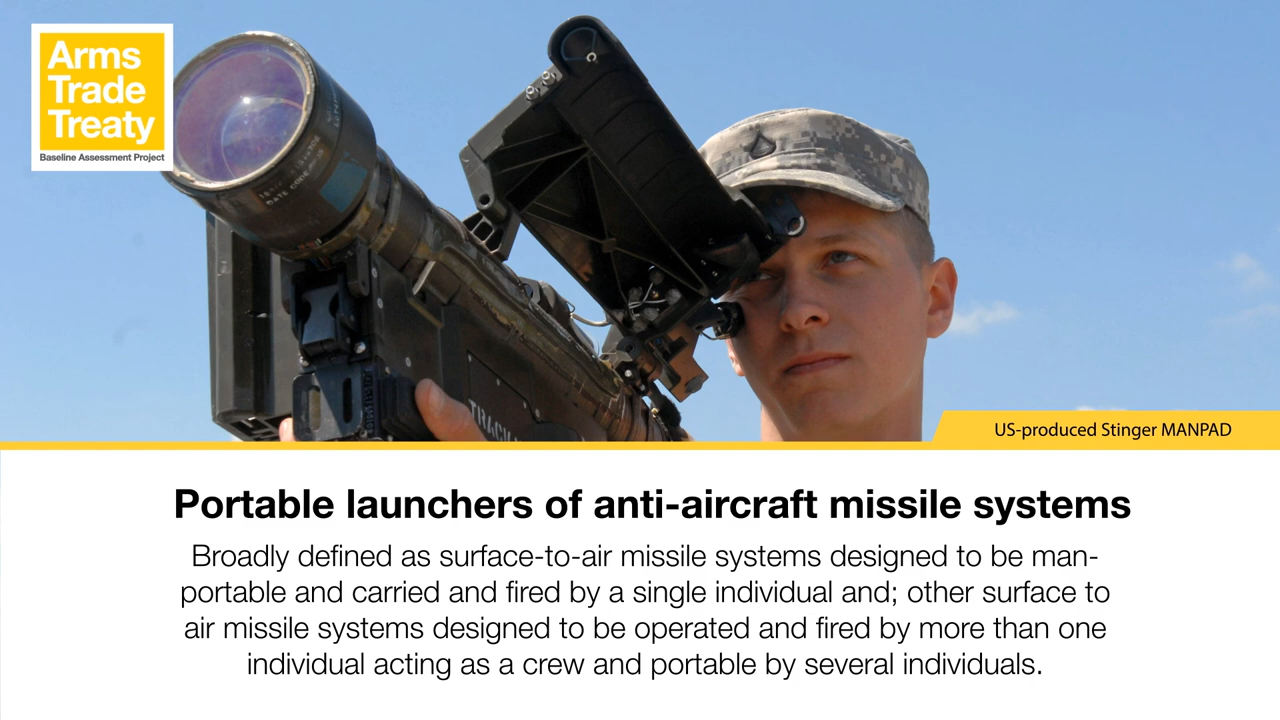 Arms
Trade
Treaty
Baseline Assessment Project
DATE CODE
TRACK
US-produced Stinger MANPAD
Portable launchers of anti-aircraft missile systems
Broadly defined as surface-to-air missile systems designed to be man-
portable and carried and fired by a single individual and; other surface to
air missile systems designed to be operated and fired by more than one
individual acting as a crew and portable by several individuals.